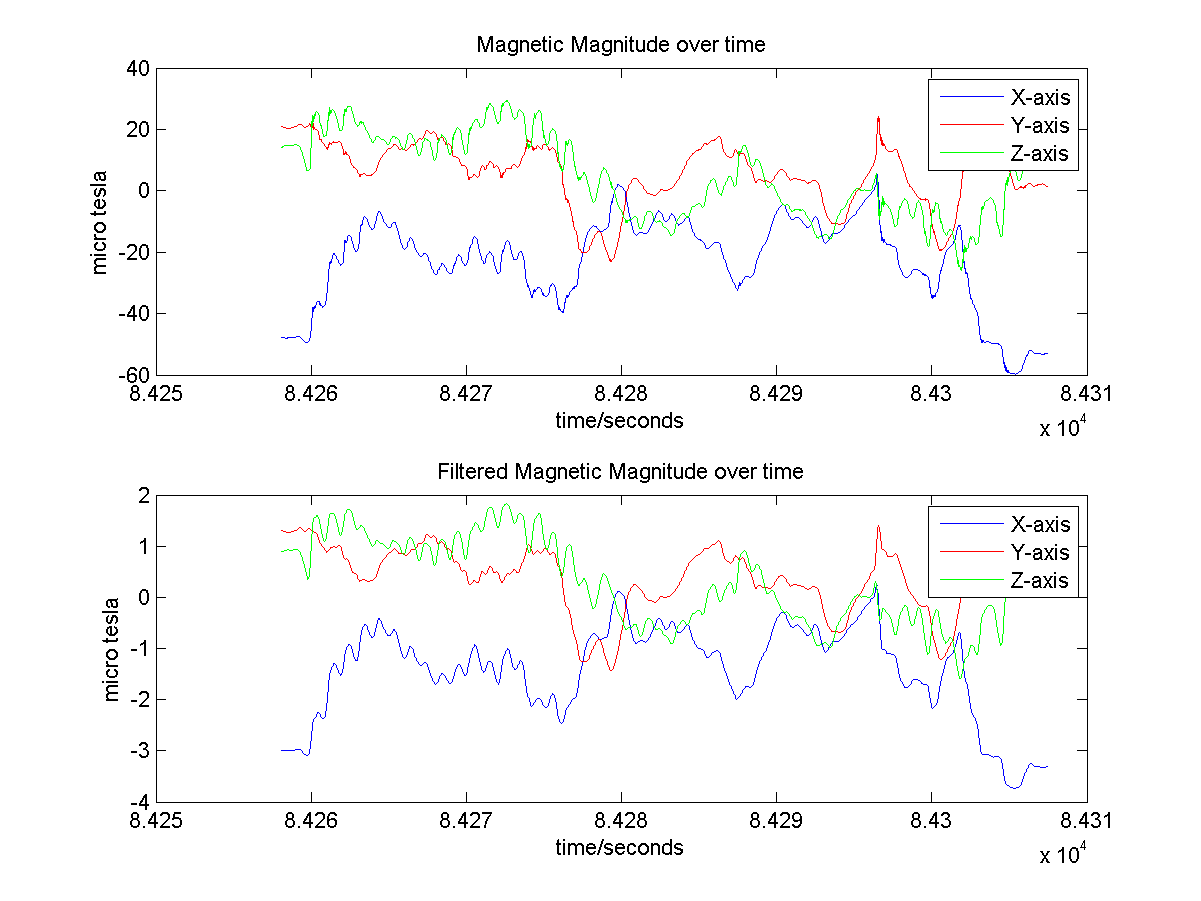 Magnetic Magnitude over time
40
20
0
-20
-40
-60
micro tesla
X-axis
Y-axis
Z-axis
8.425
8.426
8.427
8.428
8.429
8.43
8.431
time/seconds
x 10^4
Filtered Magnetic Magnitude over time
2
1
0
-1
-2
-3
-4
micro tesla
X-axis
Y-axis
Z-axis
8.425
8.426
8.427
8.428
8.429
8.43
8.431
time/seconds
x 10^4